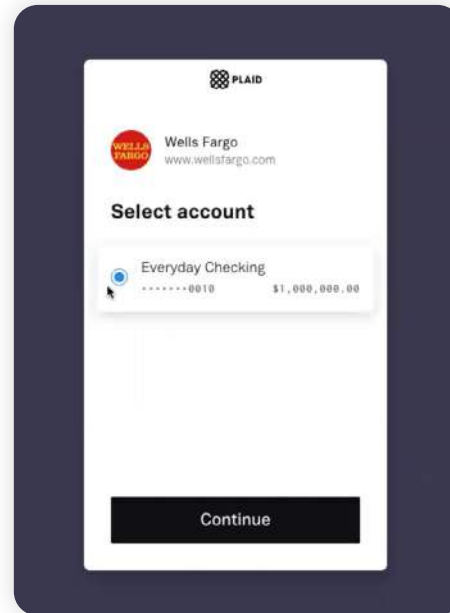 PLAID
WELLS
FARGO
Wells Fargo
www.wellsfargo.com
Select account
Everyday Checking
·······0010 $1,000,000.00
Continue